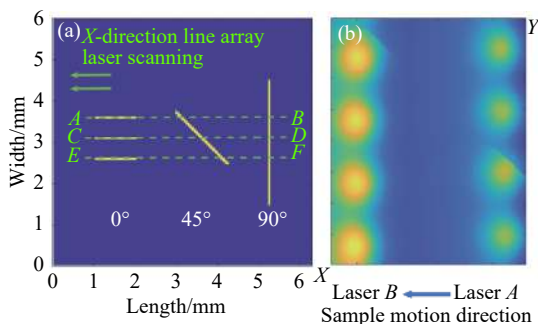 (a)
X-direction line array
laser scanning
A B
C D
E F
0° 45° 90°
Width/mm
6
5
4
3
2
1
0
0 1 2 3 4 5 6 X
Length/mm
(b)
Y
Laser B Laser A
Sample motion direction